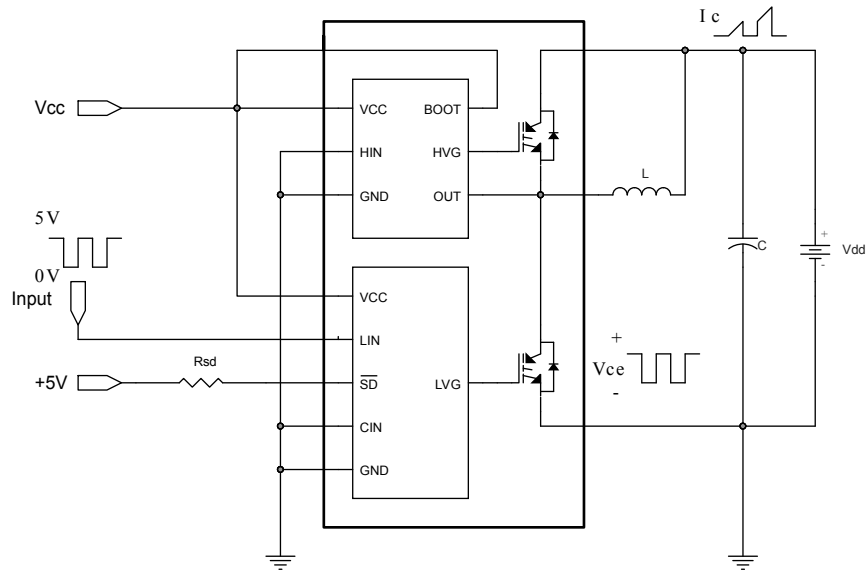 Ic
Vcc
VCC
BOOT
HIN
HVG
GND
OUT
L
5V
0V
Input
+5V
Rsd
VCC
LIN
SD
LVG
CIN
GND
+
Vce
-
C
+
-
Vdd